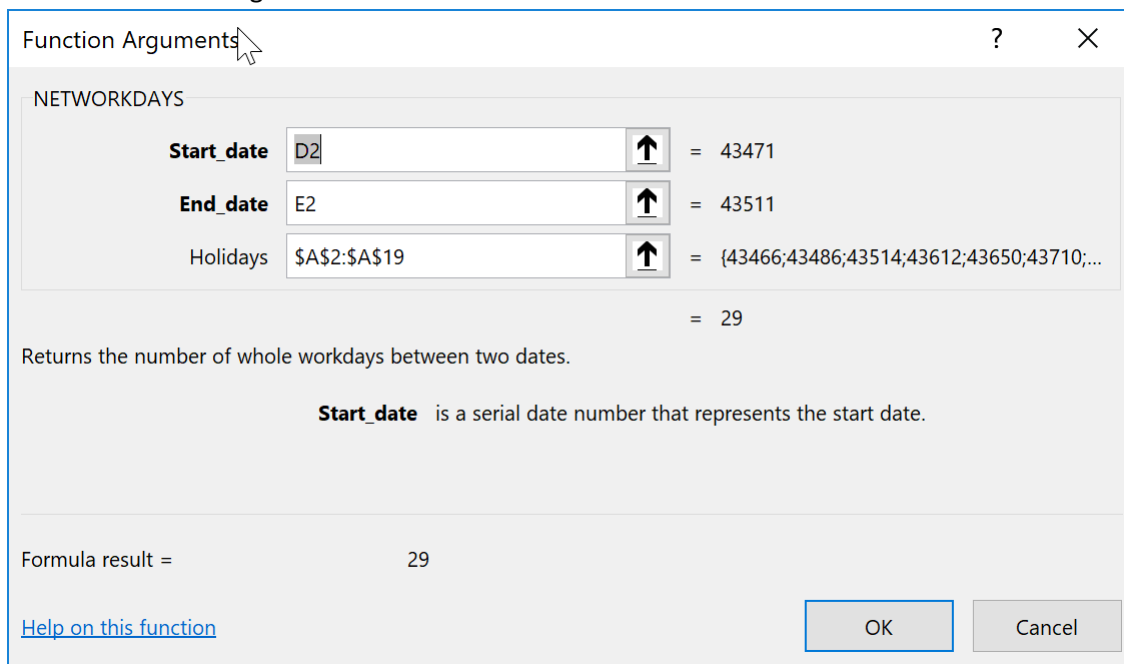 Function Arguments ? ×
NETWORKDAYS
Start_date D2 = 43471
End_date E2 = 43511
Holidays $A$2:$A$19 = {43466;43486;43514;43612;43650;43710;...
= 29
Returns the number of whole workdays between two dates.
Start_date is a serial date number that represents the start date.
Formula result = 29
Help on this function OK Cancel